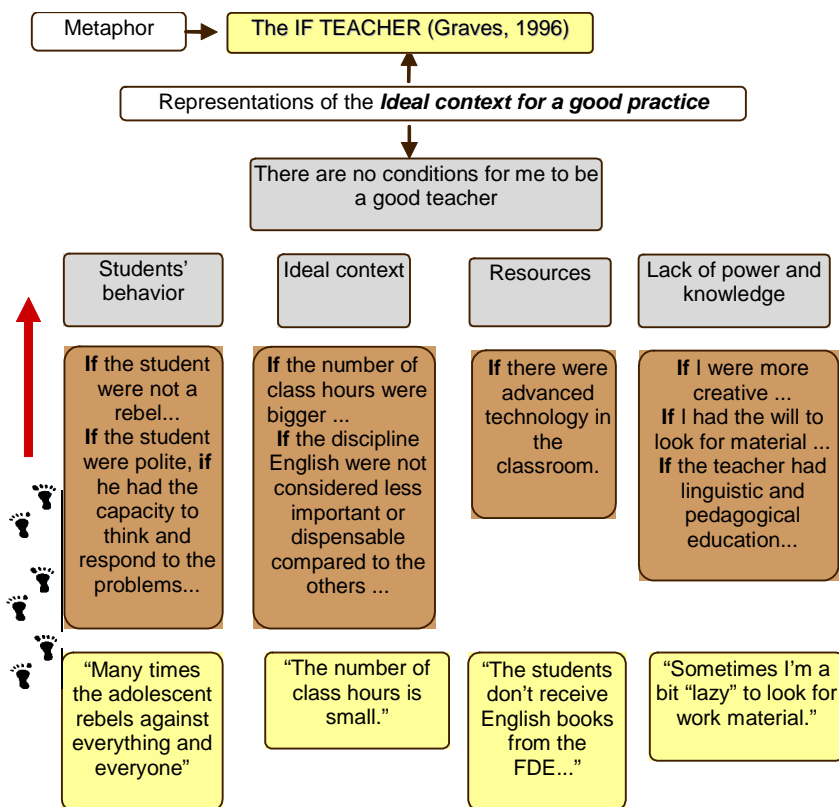 Metaphor
The IF TEACHER (Graves, 1996)
Representations of the Ideal context for a good practice
There are no conditions for me to be
a good teacher
Students’
behavior
Ideal context
Resources
Lack of power and
knowledge
If the student
were not a
rebel...
If the student
were polite, if
he had the
capacity to
think and
respond to the
problems...
If the number of
class hours were
bigger ...
If the discipline
English were not
considered less
important or
dispensable
compared to the
others ...
If there were
advanced
technology in
the
classroom.
If I were more
creative ...
If I had the will to
look for material ...
If the teacher had
linguistic and
pedagogical
education...
“Many times
the adolescent
rebels against
everything and
everyone”
“The number of
class hours is
small.”
“The students
don’t receive
English books
from the
FDE...”
“Sometimes I’m a
bit “lazy” to look for
work material.”